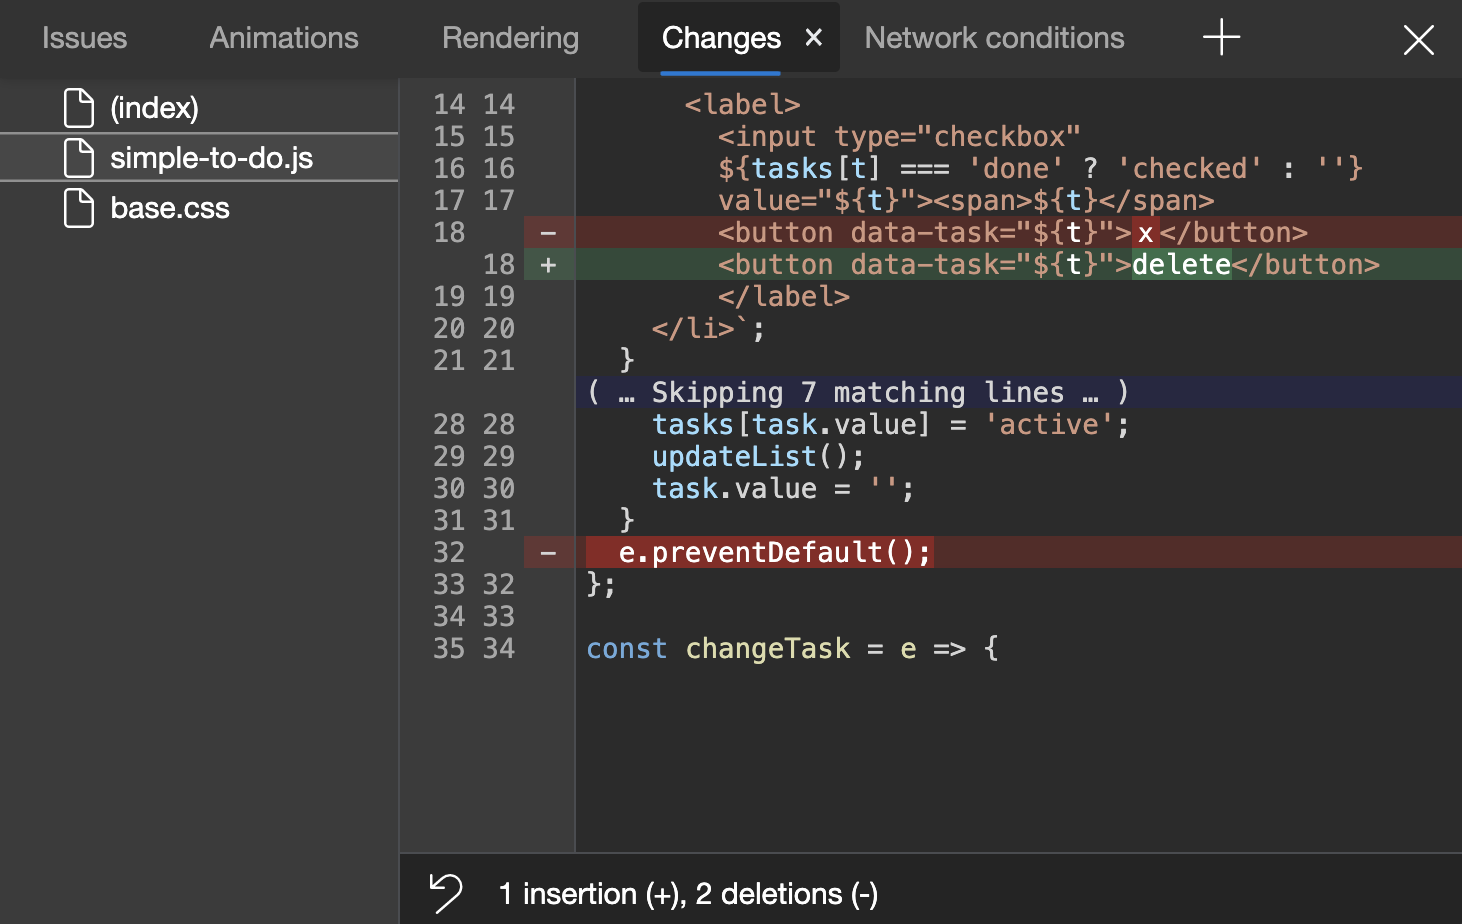 Issues Animations Rendering Changes × Network conditions +
(index)
simple-to-do.js
base.css
14 14 <label>
15 15 <input type="checkbox"
16 16 ${tasks[t] === 'done' ? 'checked' : ''}
17 17 value="${t}"><span>${t}</span>
18 - <button data-task="${t}">x</button>
18 + <button data-task="${t}">delete</button>
19 19 </label>
20 20 </li>`;
21 21 }
( … Skipping 7 matching lines … )
28 28 tasks[task.value] = 'active';
29 29 updateList();
30 30 task.value = '';
31 31 }
32 - e.preventDefault();
33 32 };
34 33
35 34 const changeTask = e => {
1 insertion (+), 2 deletions (-)